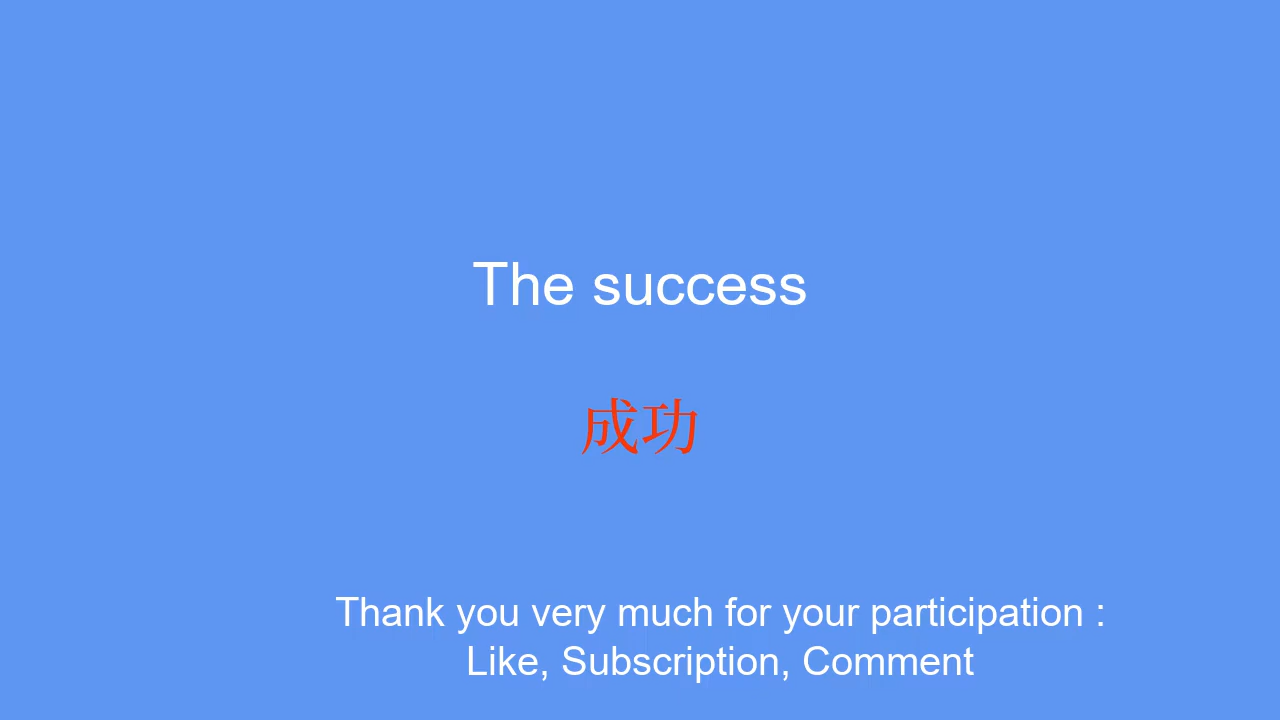 The success
成功
Thank you very much for your participation :
Like, Subscription, Comment